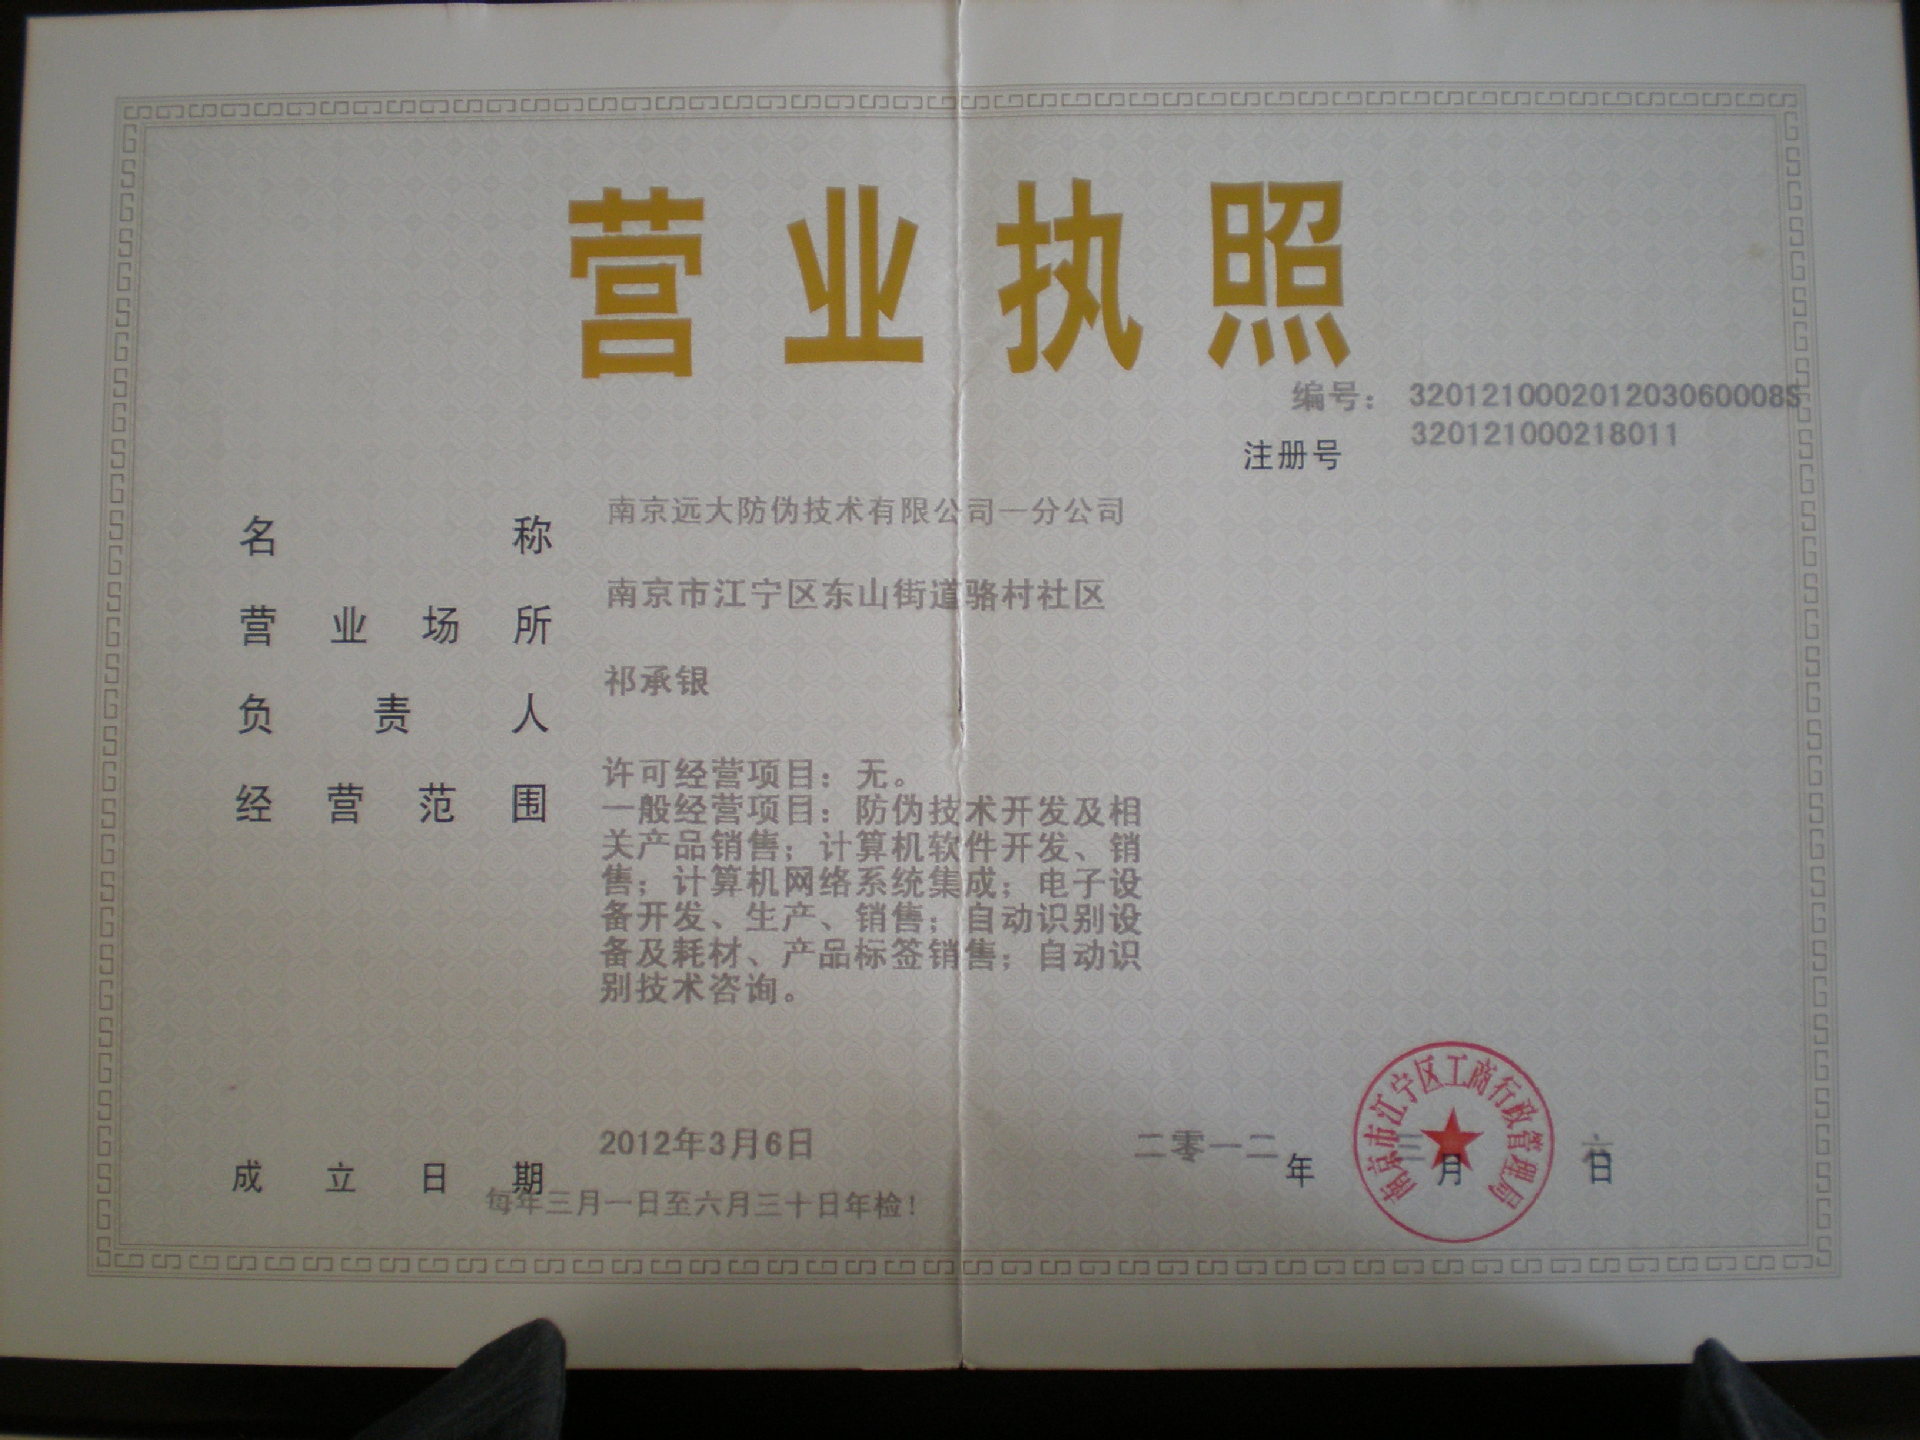 营业执照
编号: 320121000201203060008S
注册号 320121000218011
名称 南京远大防伪技术有限公司一分公司
营业场所 南京市江宁区东山街道骆村社区
负责人 祁承银
经营范围 许可经营项目:无。
一般经营项目:防伪技术开发及相
关产品销售;计算机软件开发、销
售;计算机网络系统集成;电子设
备开发、生产、销售;自动识别设
备及耗材、产品标签销售;自动识
别技术咨询。
成立日期 2012年3月6日
二零一二年三月六日
南京市江宁区工商行政管理局
每年三月一日至六月三十日年检!